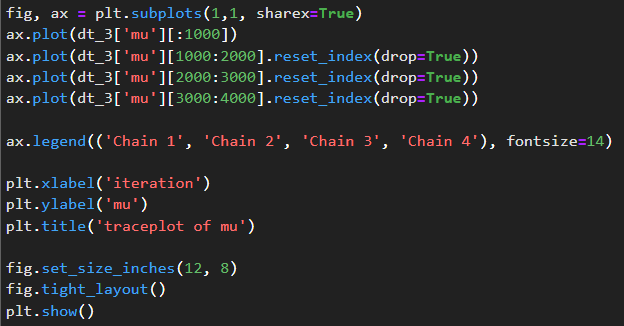 fig, ax = plt.subplots(1,1, sharex=True)
ax.plot(dt_3['mu'][:1000])
ax.plot(dt_3['mu'][1000:2000].reset_index(drop=True))
ax.plot(dt_3['mu'][2000:3000].reset_index(drop=True))
ax.plot(dt_3['mu'][3000:4000].reset_index(drop=True))
ax.legend(('Chain 1', 'Chain 2', 'Chain 3', 'Chain 4'), fontsize=14)
plt.xlabel('iteration')
plt.ylabel('mu')
plt.title('traceplot of mu')
fig.set_size_inches(12, 8)
fig.tight_layout()
plt.show()